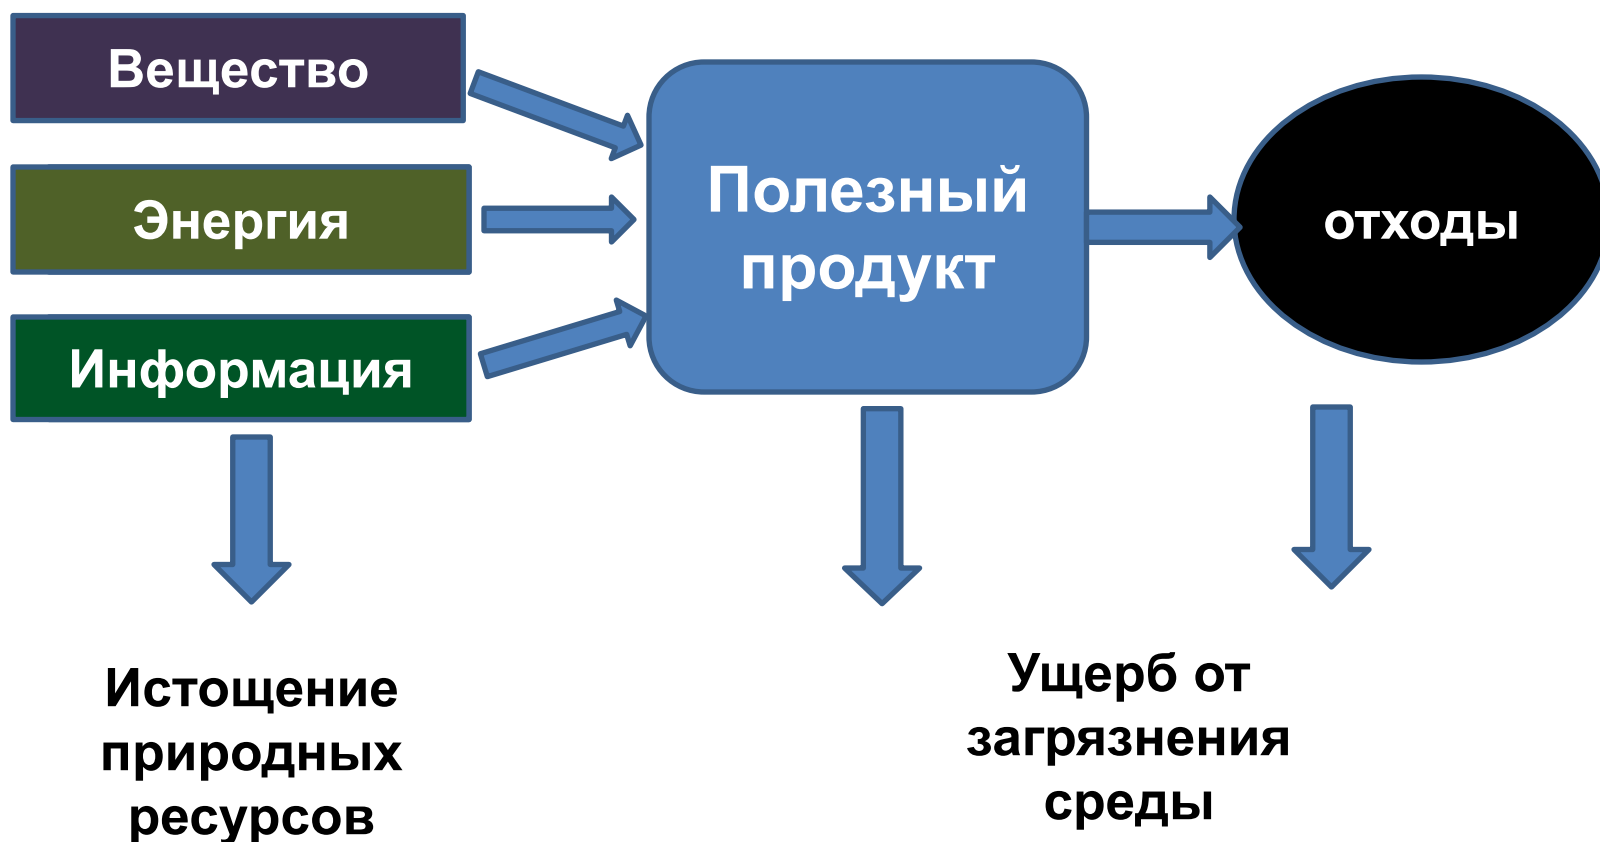 Вещество
Энергия
Информация
Полезный
продукт
отходы
Истощение
природных
ресурсов
Ущерб от
загрязнения
среды